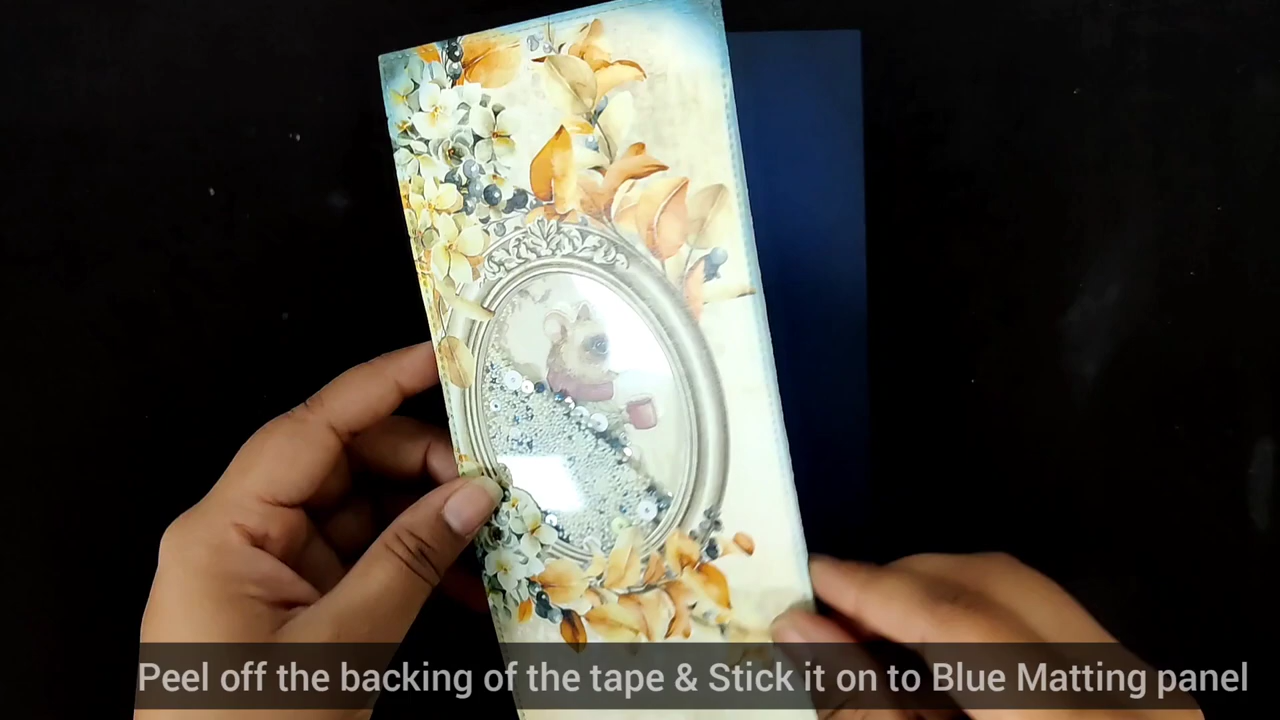 Peel off the backing of the tape & Stick it on to Blue Matting panel